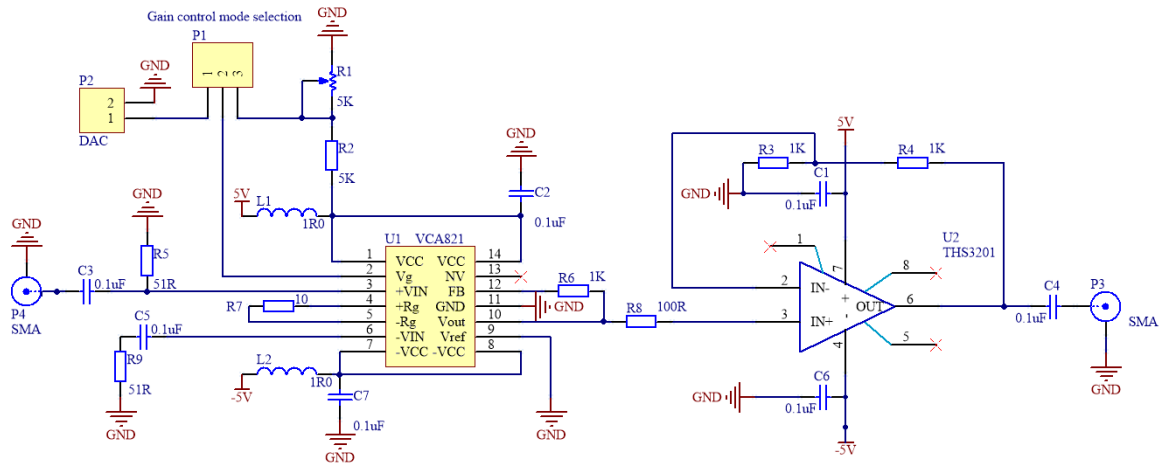 Gain control mode selection
GND
P1
1 2 3
GND
P2
2
1
DAC
R1
5K
R2
5K
GND
C2
0.1uF
5V
L1
1R0
5V
R3 1K
R4 1K
C1
GND
0.1uF
GND
GND
R5
51R
C3
0.1uF
P4
SMA
U1 VCA821
1 VCC VCC 14
2 Vg NV 13
3 +VIN FB 12
4 +Rg GND 11
5 -Rg Vout 10
6 -VIN Vref 9
7 -VCC -VCC 8
R6 1K
GND
R7 10
R8 100R
C5
0.1uF
R9
51R
GND
L2
1R0
-5V
C7
0.1uF
GND
GND
U2
THS3201
1
7
8
2 IN-
+
OUT 6
3 IN+
-
4
5
C4
0.1uF
P3
SMA
GND
GND
C6
0.1uF
-5V